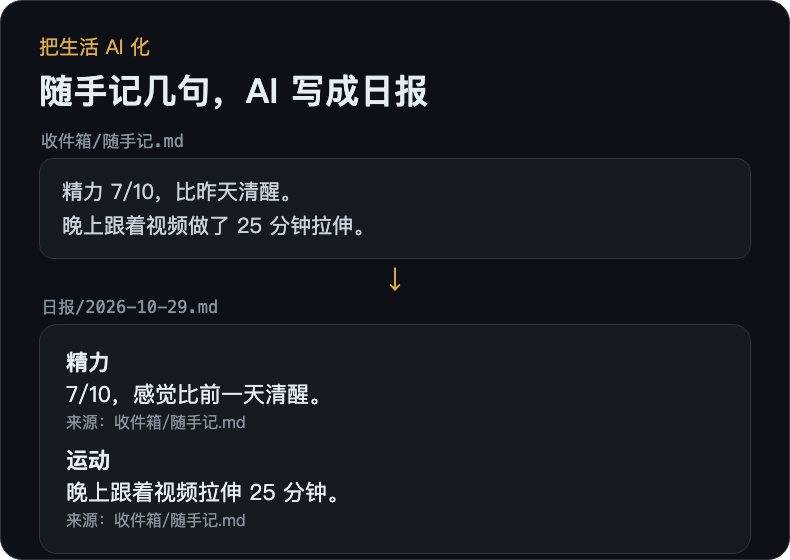 把生活 AI 化
随手记几句，AI 写成日报
收件箱/随手记.md
精力 7/10，比昨天清醒。
晚上跟着视频做了 25 分钟拉伸。
↓
日报/2026-10-29.md
精力
7/10，感觉比前一天清醒。
来源：收件箱/随手记.md
运动
晚上跟着视频拉伸 25 分钟。
来源：收件箱/随手记.md